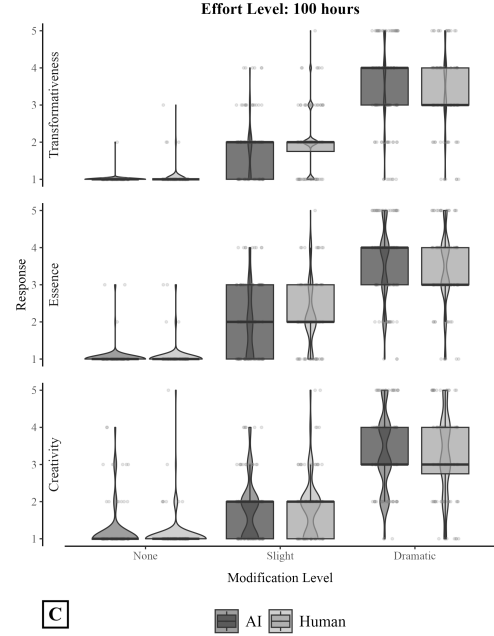 Effort Level: 100 hours
Transformativeness
5
4
3
2
1
Response
Essence
5
4
3
2
1
Creativity
5
4
3
2
1
None Slight Dramatic
Modification Level
C
AI Human